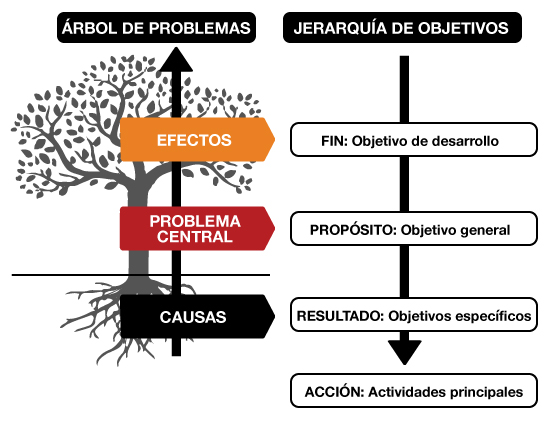 ÁRBOL DE PROBLEMAS
JERARQUÍA DE OBJETIVOS
EFECTOS
FIN: Objetivo de desarrollo
PROBLEMA
CENTRAL
PROPÓSITO: Objetivo general
CAUSAS
RESULTADO: Objetivos específicos
ACCIÓN: Actividades principales